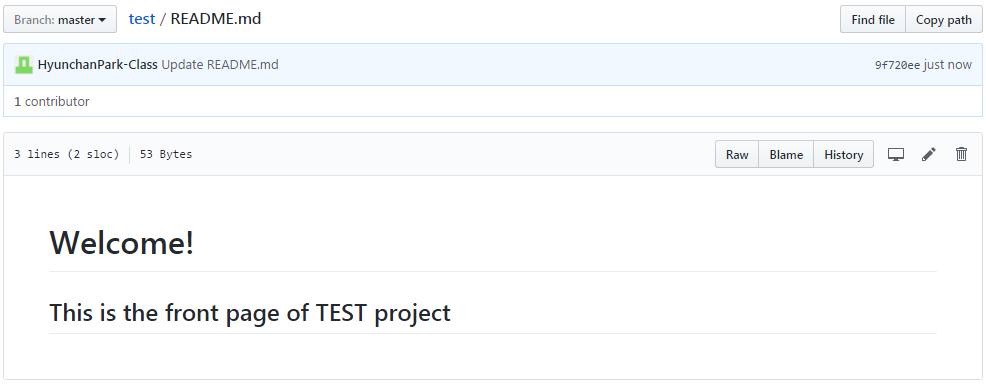 Branch: master test / README.md Find file Copy path
HyunchanPark-Class Update README.md 9f720ee just now
1 contributor
3 lines (2 sloc) 53 Bytes Raw Blame History
Welcome!
This is the front page of TEST project